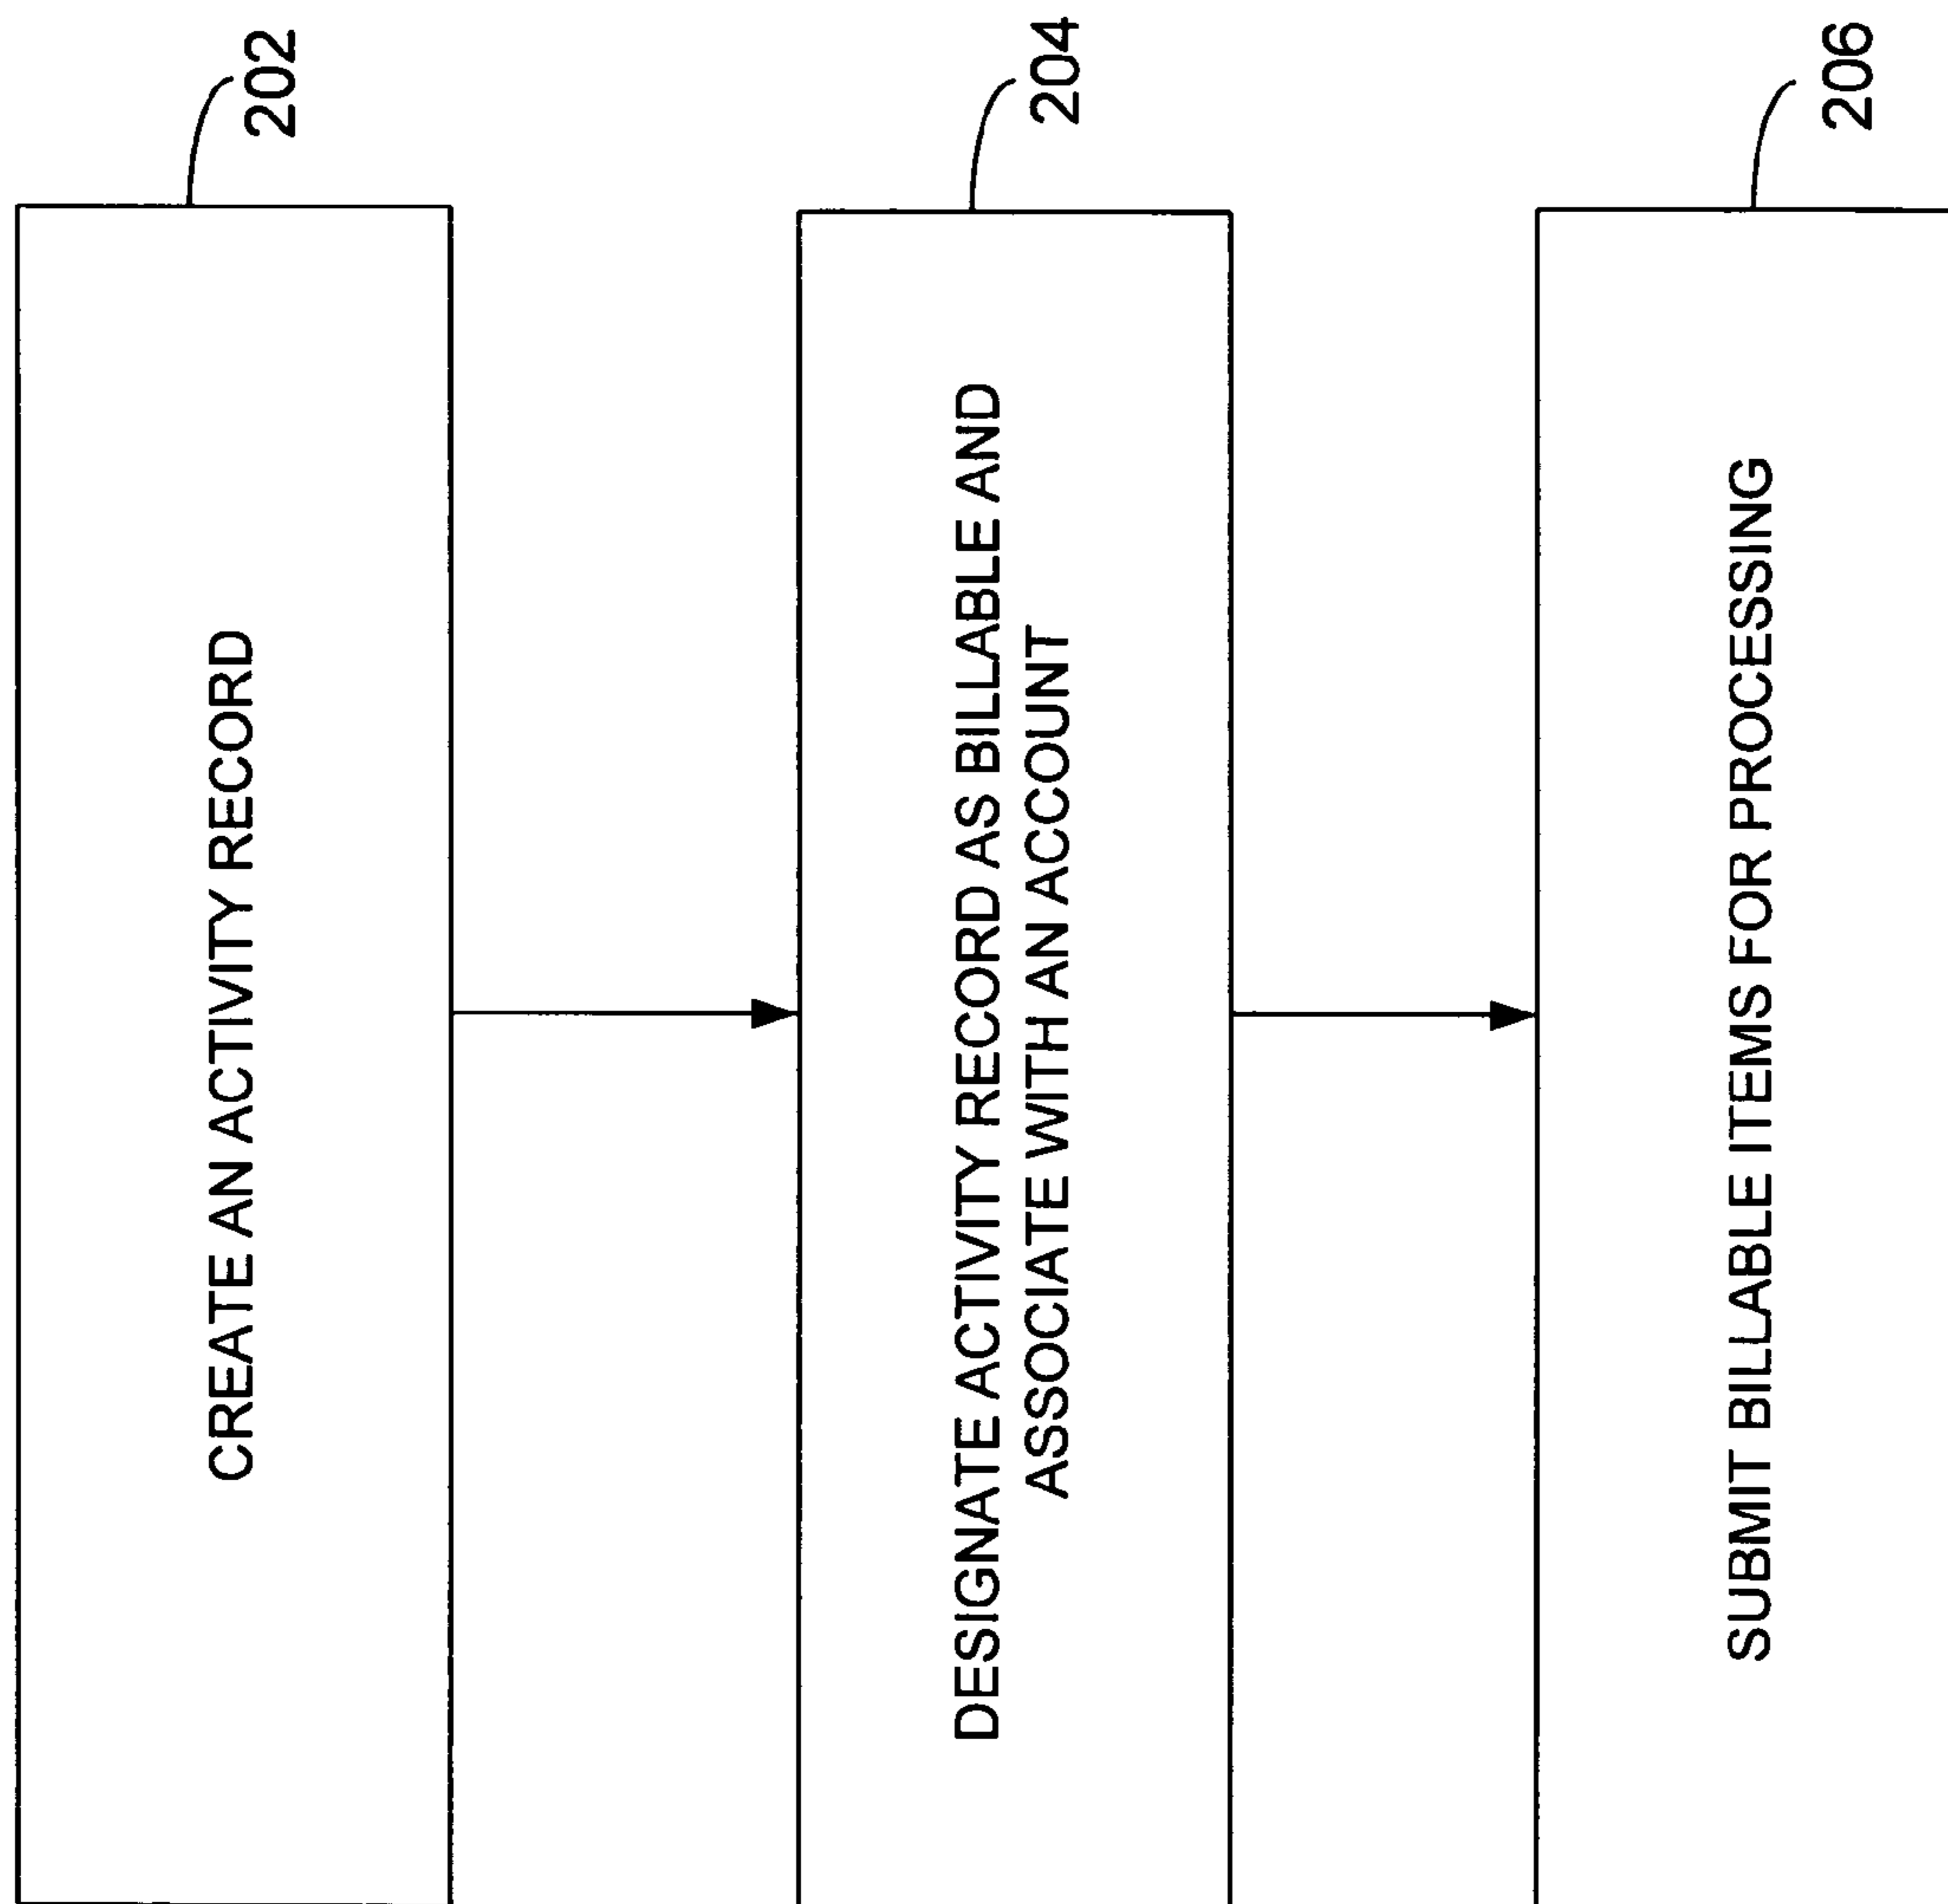 CREATE AN ACTIVITY RECORD
202
DESIGNATE ACTIVITY RECORD AS BILLABLE AND
ASSOCIATE WITH AN ACCOUNT
204
SUBMIT BILLABLE ITEMS FOR PROCESSING
206